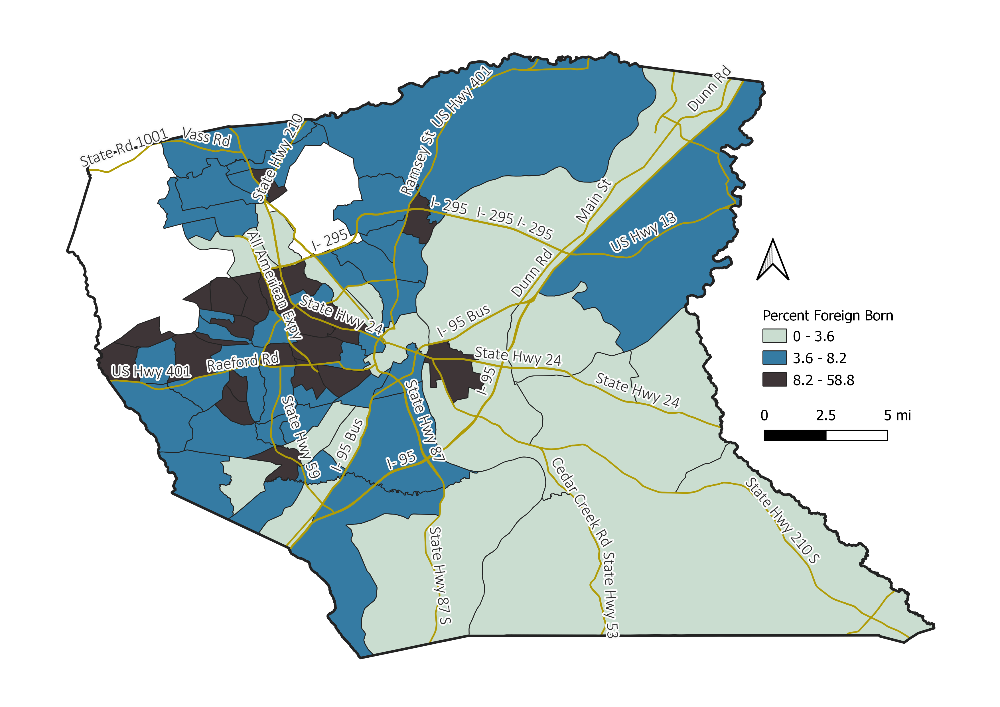 State Rd 1001
Vass Rd
State Hwy 210
Ramsey St
US Hwy 401
Dunn Rd
I- 295
I- 295
I- 295
I- 295
Main St
US Hwy 13
All American Expy
State Hwy 24
Dunn Rd
I- 95 Bus
US Hwy 401
Raeford Rd
State Hwy 24
I- 95
State Hwy 24
State Hwy 59
I- 95 Bus
State Hwy 87
I- 95
Cedar Creek Rd
State Hwy 53
State Hwy 210 S
State Hwy 87 S
Percent Foreign Born
0 - 3.6
3.6 - 8.2
8.2 - 58.8
0 2.5 5 mi